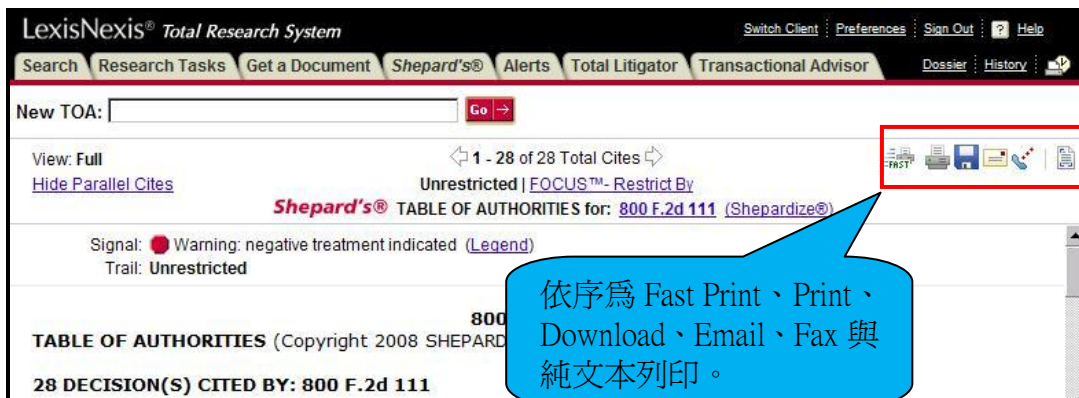 LexisNexis® Total Research System Switch Client Preferences Sign Out ? Help
Search Research Tasks Get a Document Shepard's® Alerts Total Litigator Transactional Advisor Dossier History
New TOA: Go →
View: Full 1 - 28 of 28 Total Cites FAST
Hide Parallel Cites Unrestricted | FOCUS™- Restrict By
Shepard's® TABLE OF AUTHORITIES for: 800 F.2d 111 (Shepardize®)
Signal: Warning: negative treatment indicated (Legend)
Trail: Unrestricted
800
TABLE OF AUTHORITIES (Copyright 2008 SHEPARD
28 DECISION(S) CITED BY: 800 F.2d 111
依序為 Fast Print、Print、
Download、Email、Fax 與
純文本列印。